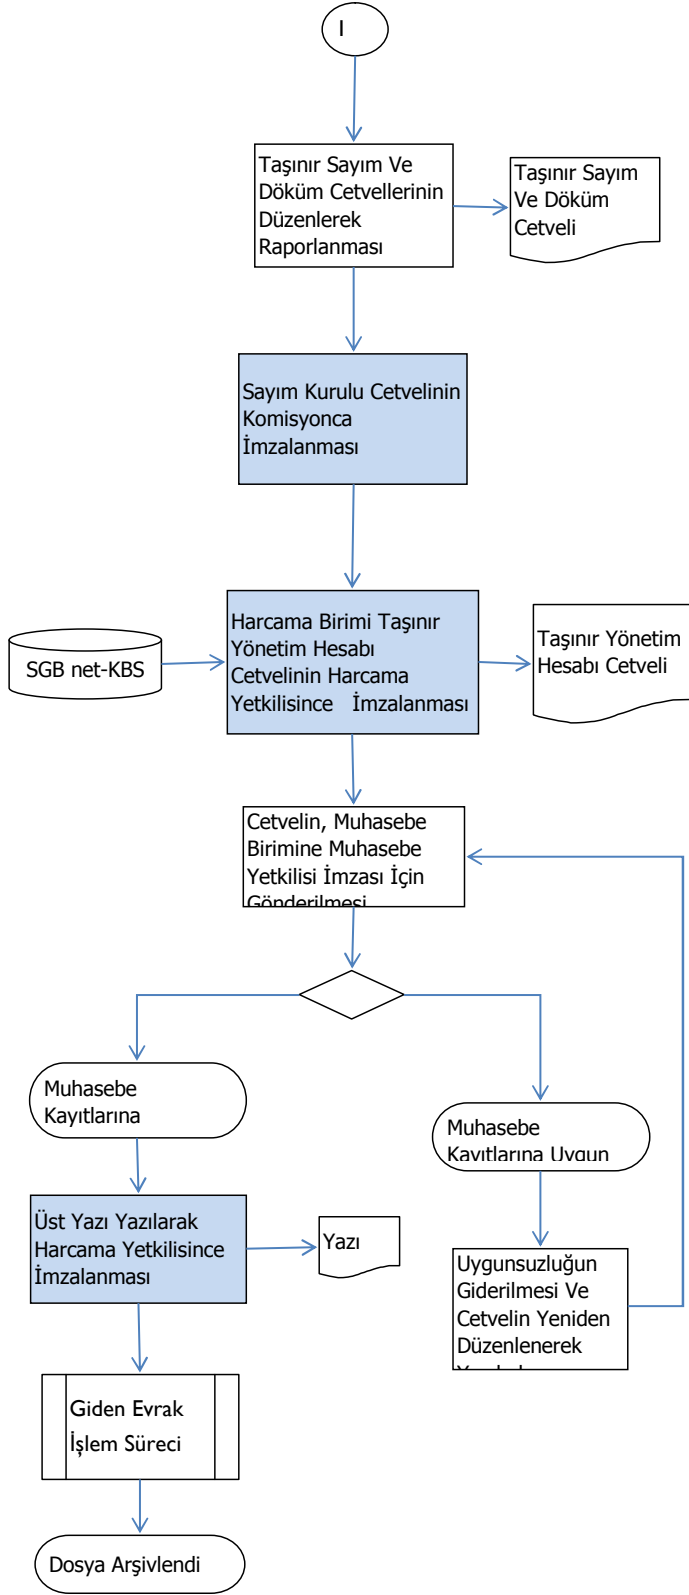 I
Taşınır Sayım Ve
Döküm Cetvellerinin
Düzenlerek
Raporlanması
Taşınır Sayım
Ve Döküm
Cetveli
Sayım Kurulu Cetvelinin
Komisyonca
İmzalanması
Harcama Birimi Taşınır
Yönetim Hesabı
Cetvelinin Harcama
Yetkilisince İmzalanması
SGB net-KBS
Taşınır Yönetim
Hesabı Cetveli
Cetvelin, Muhasebe
Birimine Muhasebe
Yetkilisi İmzası İçin
Gönderilmesi
Muhasebe
Kayıtlarına
Muhasebe
Kayıtlarına Uygun
Üst Yazı Yazılarak
Harcama Yetkilisince
İmzalanması
Yazı
Uygunsuzluğun
Giderilmesi Ve
Cetvelin Yeniden
Düzenlenerek
Giden Evrak
İşlem Süreci
Dosya Arşivlendi